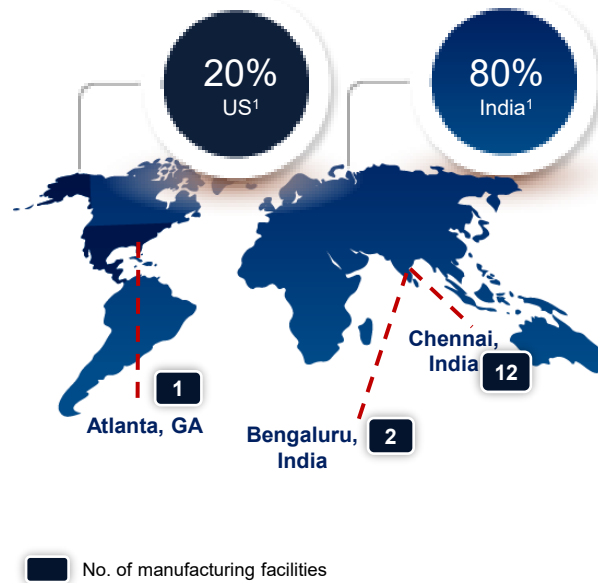 20%
US¹
80%
India¹
Chennai,
India
12
1
Atlanta, GA
Bengaluru,
India
2
No. of manufacturing facilities